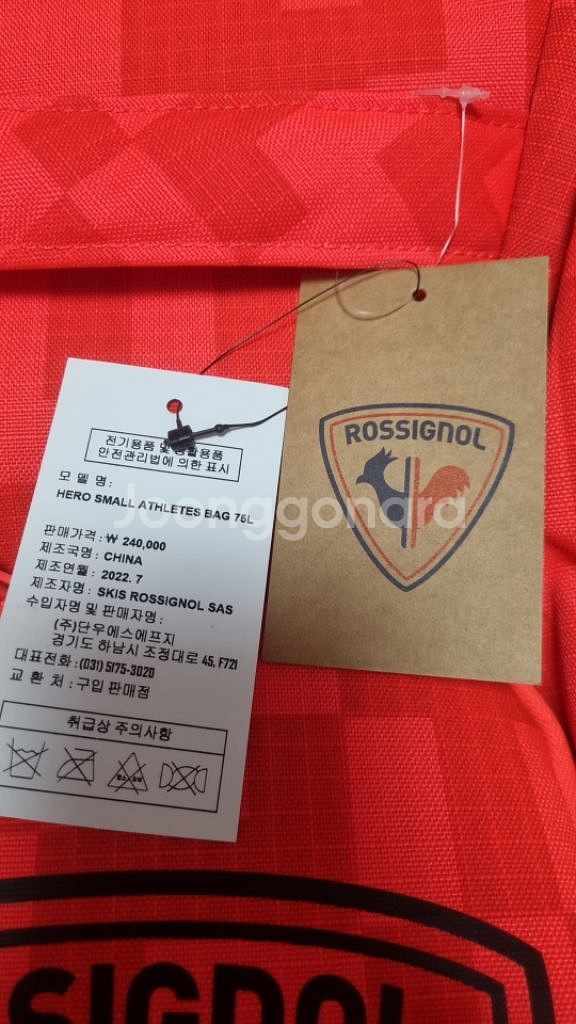 ROSSIGNOL
전기용품 및 생활용품
안전관리법에 의한 표시
모 델 명 :
HERO SMALL ATHLETES BAG 75L
판매가격 : ₩ 240,000
제조국명 : CHINA
제조연월 : 2022. 7
제조자명 : SKIS ROSSIGNOL SAS
수입자명 및 판매자명 :
(주)단우에스에프지
경기도 하남시 조정대로 45, F721
대표전화 : (031) 5175-3020
교 환 처 : 구입 판매점
취급상 주의사항
Joonggonara
SIGNOL